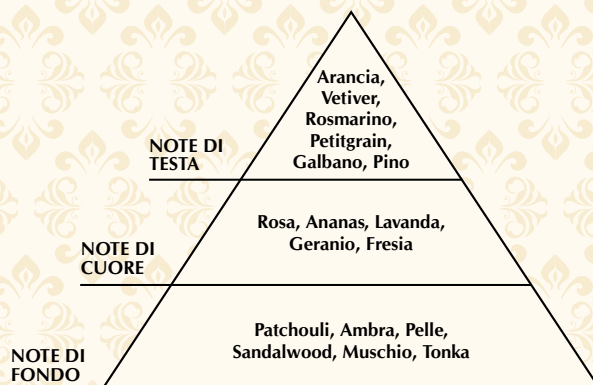 Arancia,
Vetiver,
Rosmarino,
Petitgrain,
Galbano, Pino
NOTE DI
TESTA
Rosa, Ananas, Lavanda,
Geranio, Fresia
NOTE DI
CUORE
Patchouli, Ambra, Pelle,
Sandalwood, Muschio, Tonka
NOTE DI
FONDO